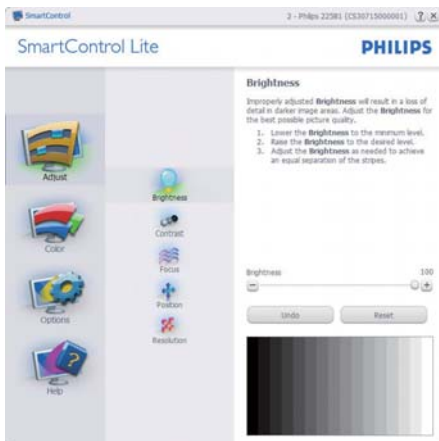 SmartControl
2 - Philips 225B1 (CS30715000001)
SmartControl Lite
PHILIPS
Adjust
Color
Options
Help
Brightness
Contrast
Focus
Position
Resolution
Brightness
Improperly adjusted Brightness will result in a loss of
detail in darker image areas. Adjust the Brightness for
the best possible picture quality.
1. Lower the Brightness to the minimum level.
2. Raise the Brightness to the desired level.
3. Adjust the Brightness as needed to achieve
an equal separation of the stripes.
Brightness 100
Undo
Reset